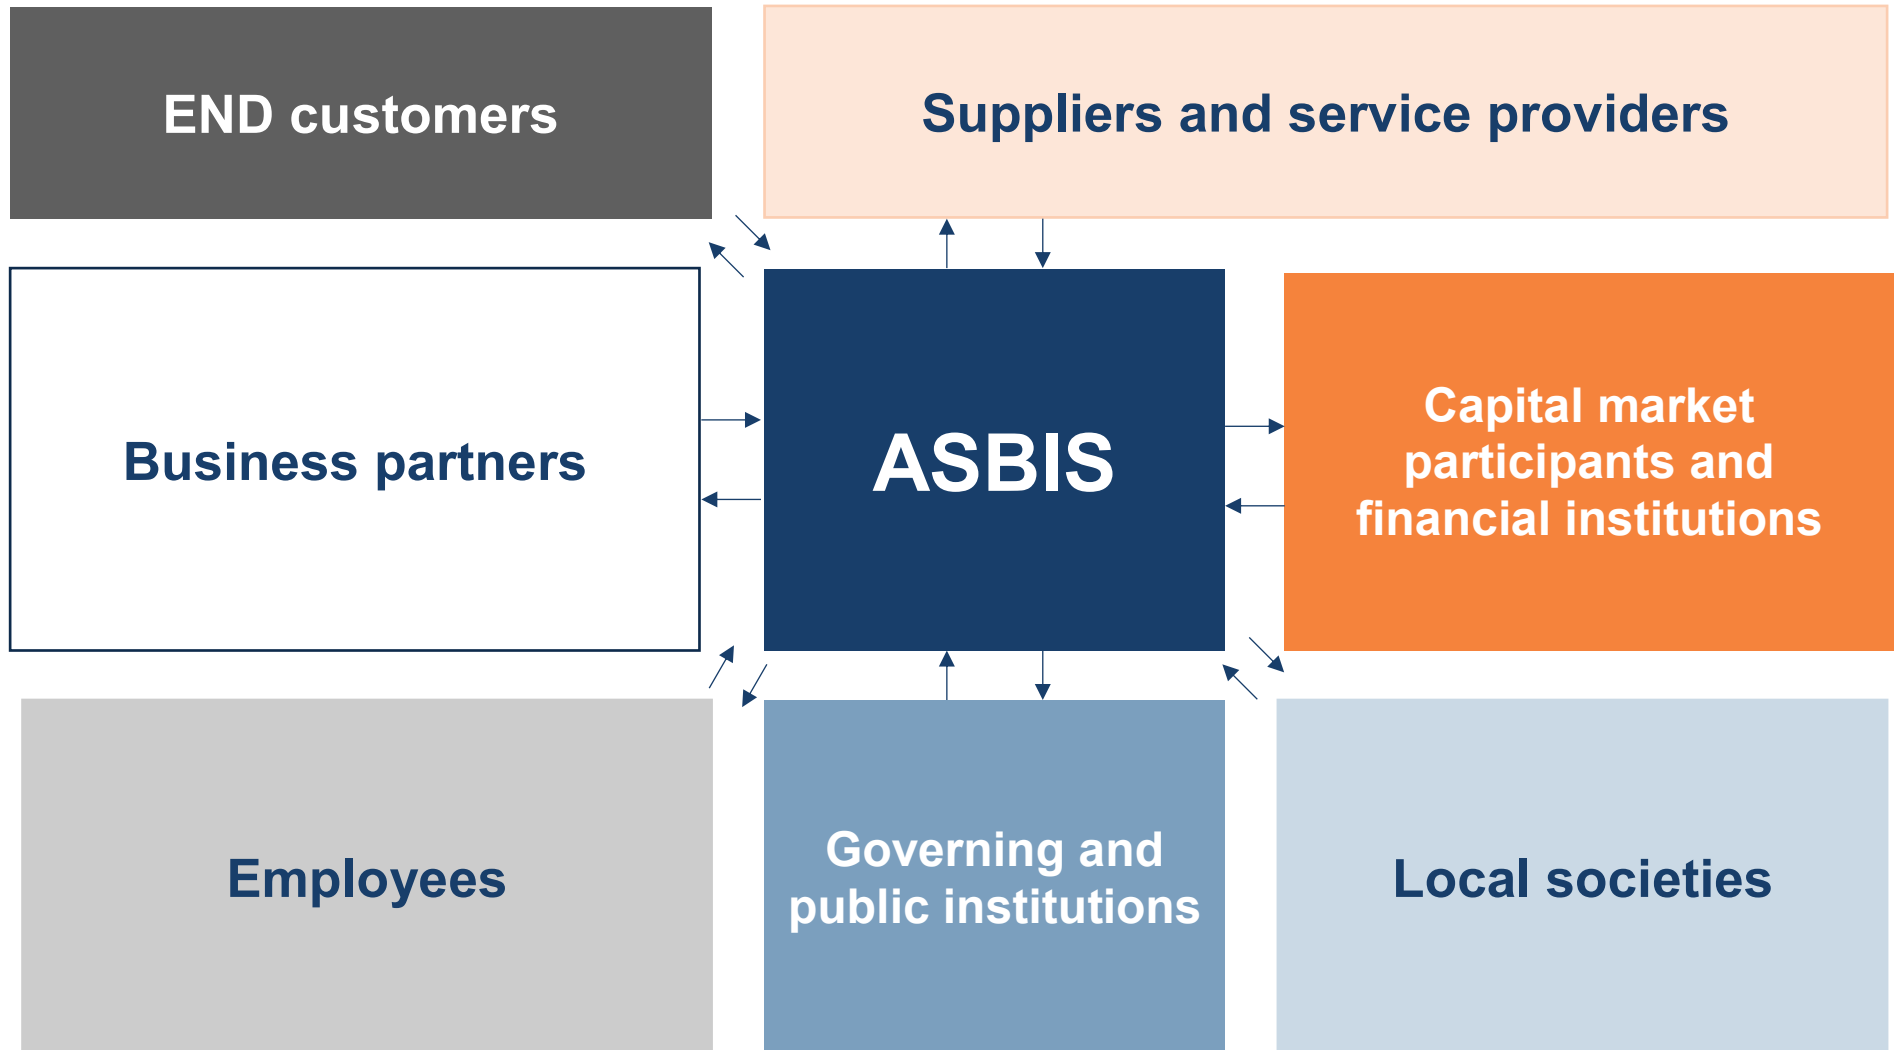 END customers
Suppliers and service providers
Business partners
ASBIS
Capital market
participants and
financial institutions
Employees
Governing and
public institutions
Local societies